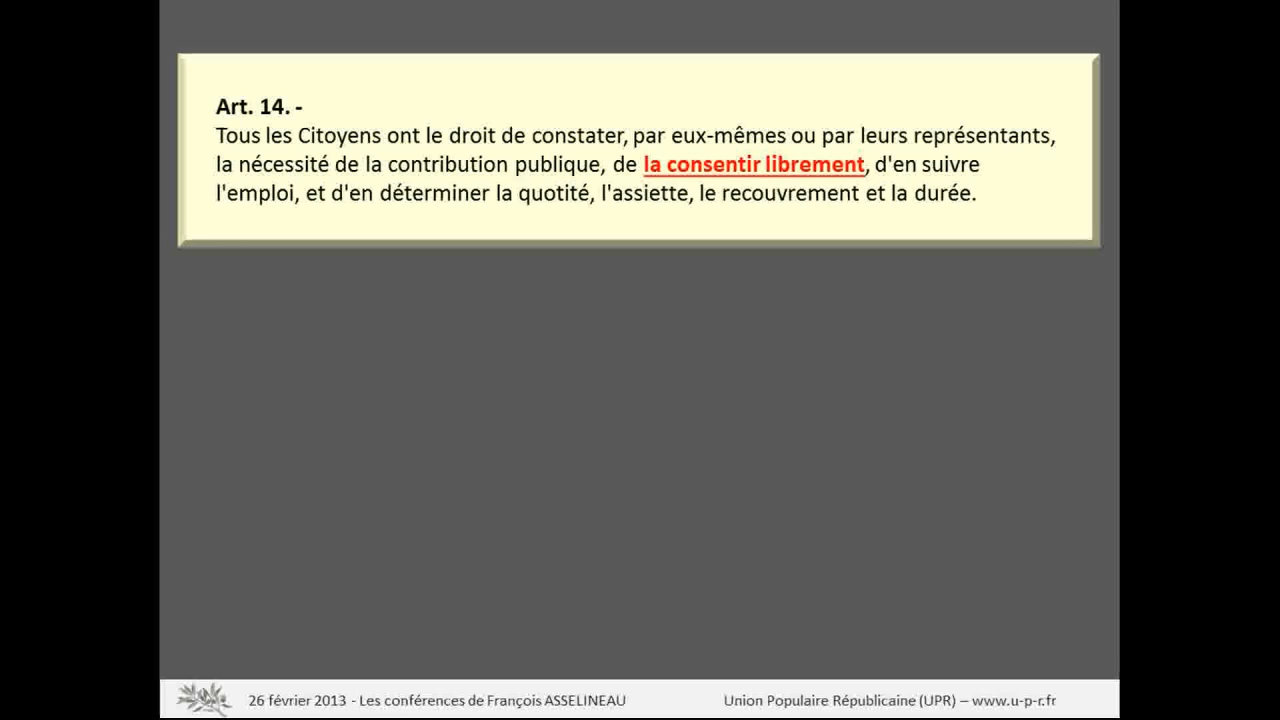 Art. 14. -
Tous les Citoyens ont le droit de constater, par eux-mêmes ou par leurs représentants,
la nécessité de la contribution publique, de la consentir librement, d'en suivre
l'emploi, et d'en déterminer la quotité, l'assiette, le recouvrement et la durée.
26 février 2013 - Les conférences de François ASSELINEAU
Union Populaire Républicaine (UPR) – www.u-p-r.fr